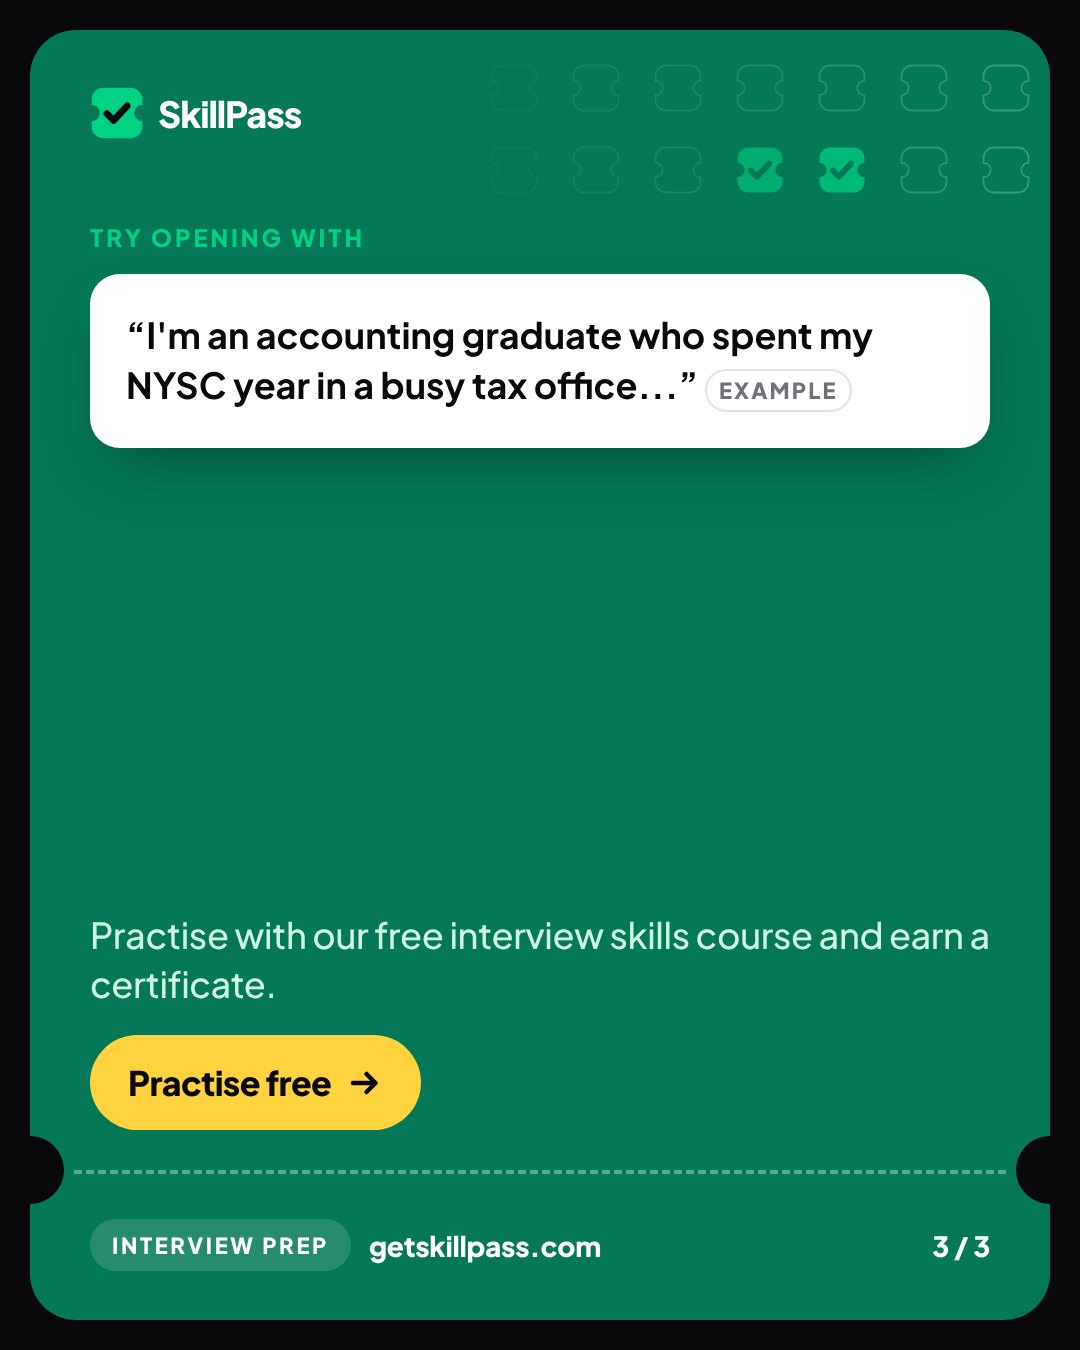 SkillPass
TRY OPENING WITH
“I'm an accounting graduate who spent my
NYSC year in a busy tax office...” EXAMPLE
Practise with our free interview skills course and earn a
certificate.
Practise free →
INTERVIEW PREP getskillpass.com 3 / 3